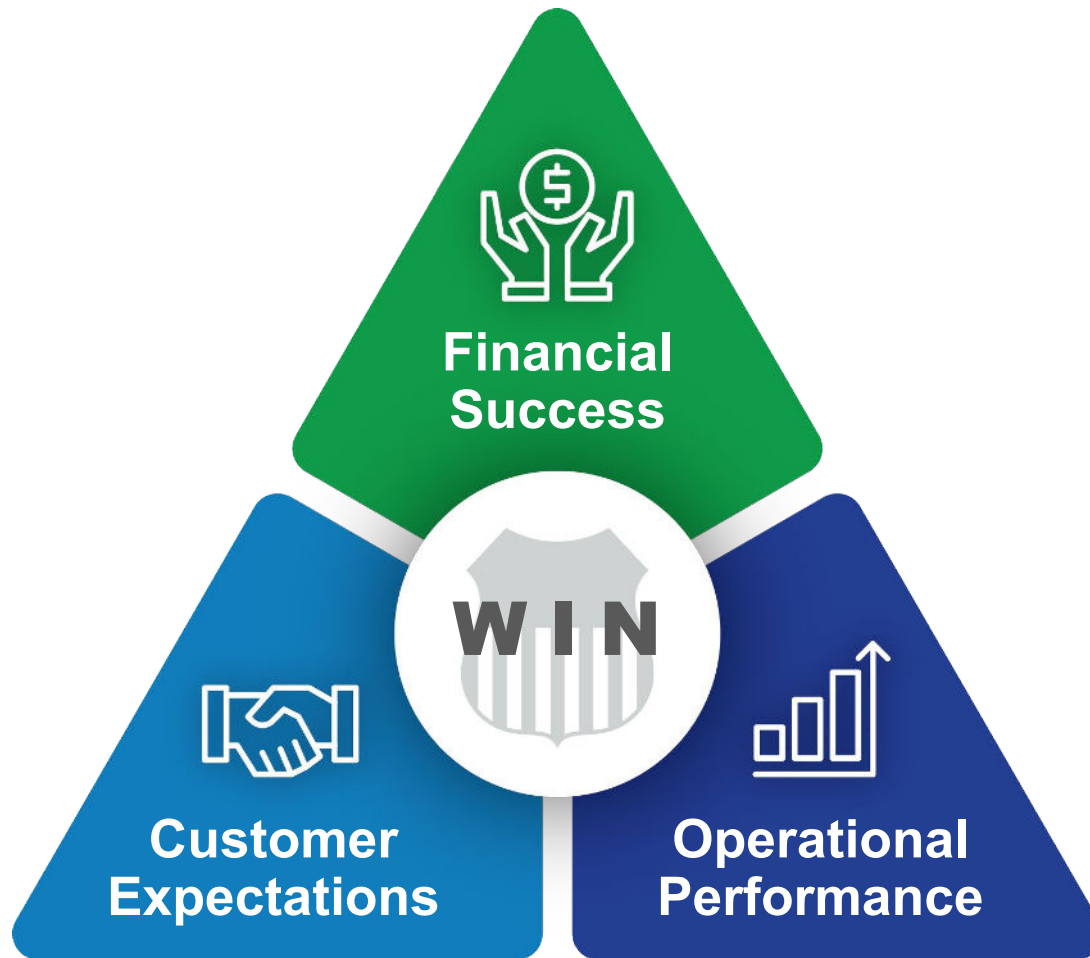 $
Financial
Success
WIN
Customer
Expectations
Operational
Performance